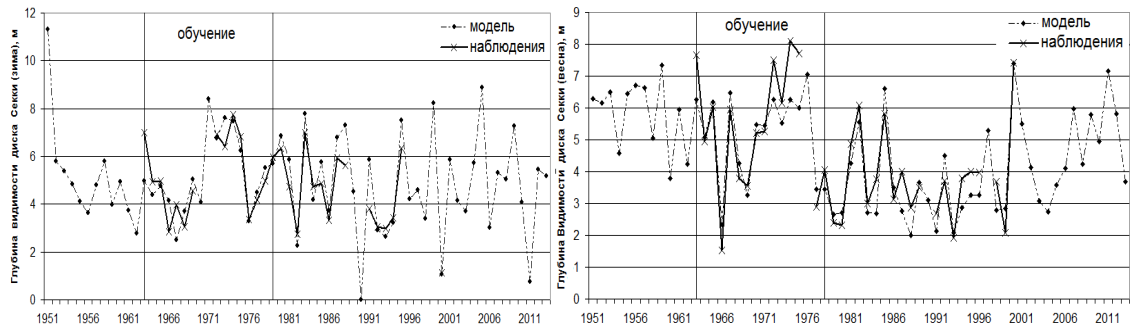 Глубина видимости диска Секки (зима), м
12
10
8
6
4
2
0
обучение
модель
наблюдения
1951 1956 1961 1966 1971 1976 1981 1986 1991 1996 2001 2006 2011
Глубина Видимости диска Секки (весна), м
9
8
7
6
5
4
3
2
1
0
обучение
модель
наблюдения
1951 1956 1961 1966 1971 1976 1981 1986 1991 1996 2001 2006 2011